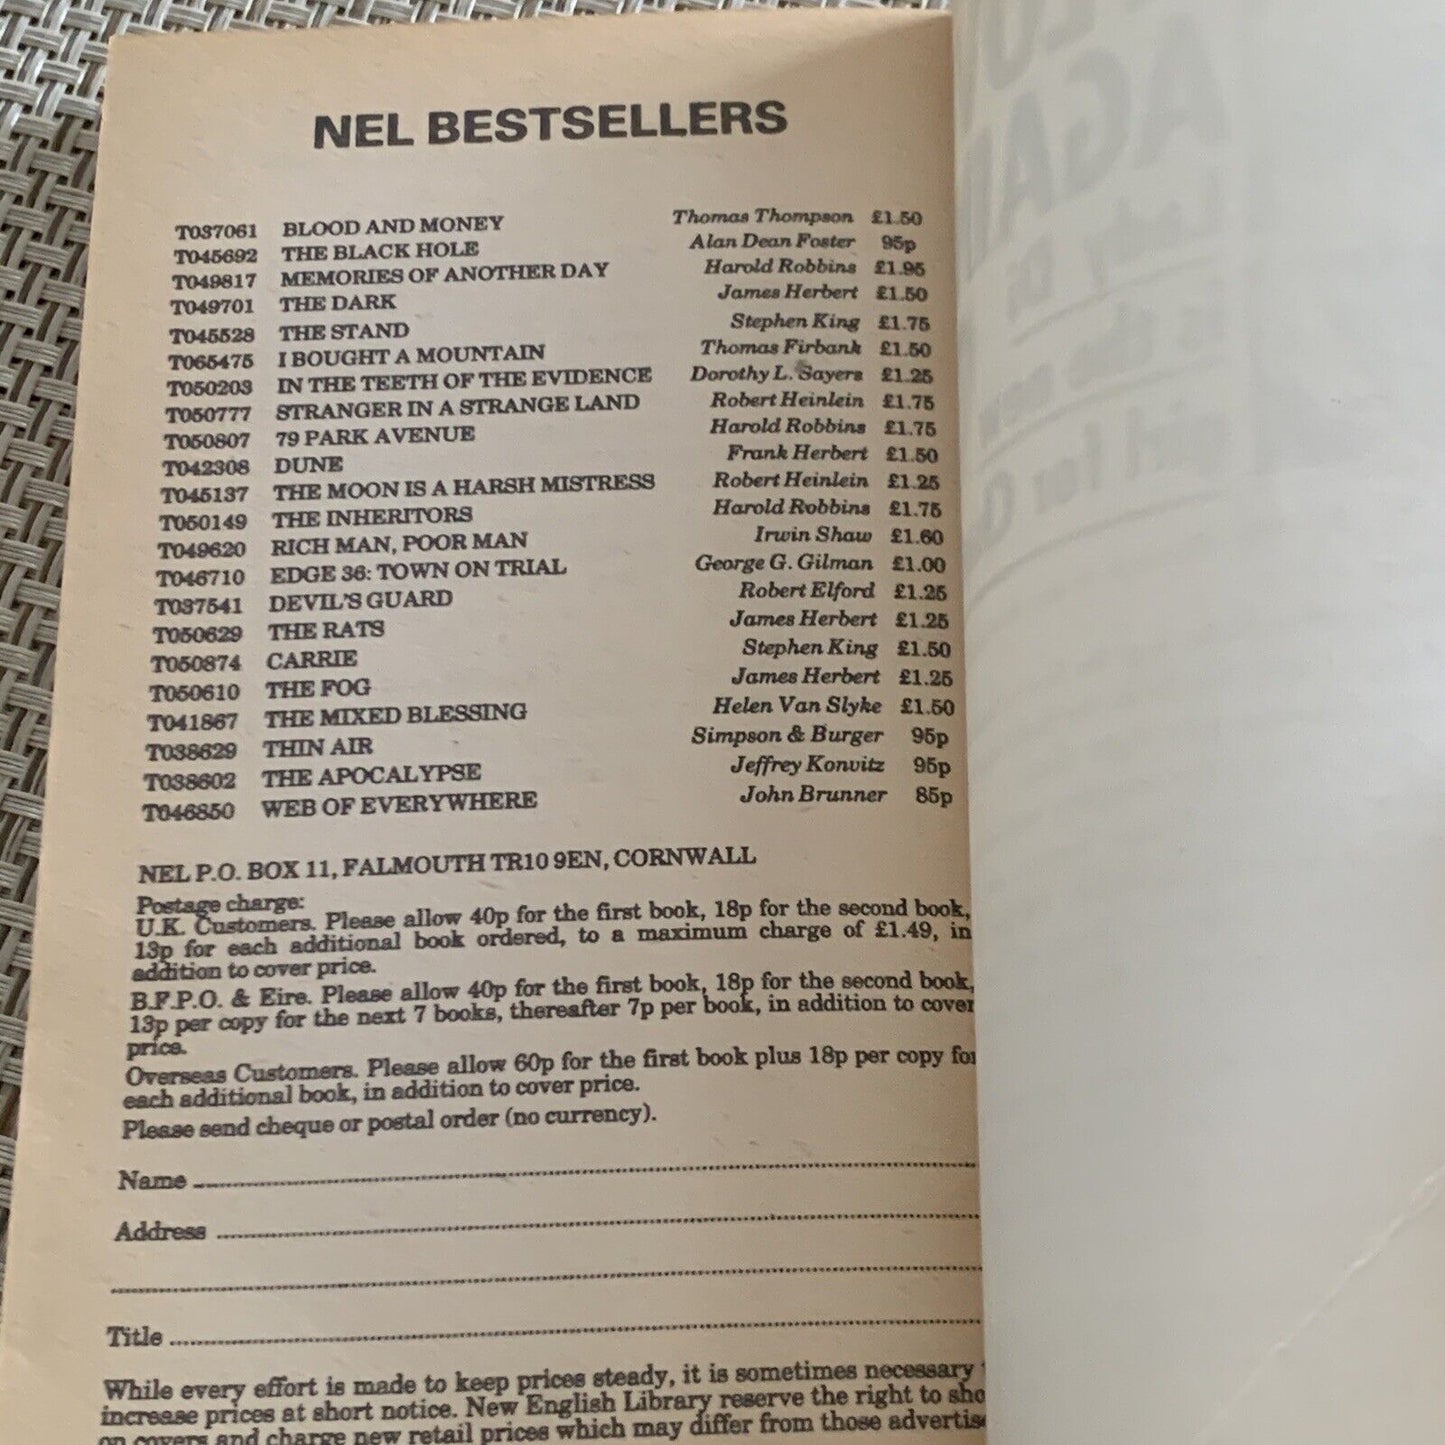 NEL BESTSELLERS
T037061 BLOOD AND MONEY Thomas Thompson £1.50
T045692 THE BLACK HOLE Alan Dean Foster 95p
T049817 MEMORIES OF ANOTHER DAY Harold Robbins £1.95
T049701 THE DARK James Herbert £1.50
T045528 THE STAND Stephen King £1.75
T065475 I BOUGHT A MOUNTAIN Thomas Firbank £1.50
T050203 IN THE TEETH OF THE EVIDENCE Dorothy L. Sayers £1.25
T050777 STRANGER IN A STRANGE LAND Robert Heinlein £1.75
T050807 79 PARK AVENUE Harold Robbins £1.75
T042308 DUNE Frank Herbert £1.50
T045137 THE MOON IS A HARSH MISTRESS Robert Heinlein £1.25
T050149 THE INHERITORS Harold Robbins £1.75
T049620 RICH MAN, POOR MAN Irwin Shaw £1.60
T046710 EDGE 36: TOWN ON TRIAL George G. Gilman £1.00
T037541 DEVIL'S GUARD Robert Elford £1.25
T050629 THE RATS James Herbert £1.25
T050874 CARRIE Stephen King £1.50
T050610 THE FOG James Herbert £1.25
T041867 THE MIXED BLESSING Helen Van Slyke £1.50
T038629 THIN AIR Simpson & Burger 95p
T038602 THE APOCALYPSE Jeffrey Konvitz 95p
T046850 WEB OF EVERYWHERE John Brunner 85p
NEL P.O. BOX 11, FALMOUTH TR10 9EN, CORNWALL
Postage charge:
U.K. Customers. Please allow 40p for the first book, 18p for the second book,
13p for each additional book ordered, to a maximum charge of £1.49, in
addition to cover price.
B.F.P.O. & Eire. Please allow 40p for the first book, 18p for the second book,
13p per copy for the next 7 books, thereafter 7p per book, in addition to cover
price.
Overseas Customers. Please allow 60p for the first book plus 18p per copy for
each additional book, in addition to cover price.
Please send cheque or postal order (no currency).
Name
Address
Title
While every effort is made to keep prices steady, it is sometimes necessary
increase prices at short notice. New English Library reserve the right to sho
on covers and charge new retail prices which may differ from those advertise